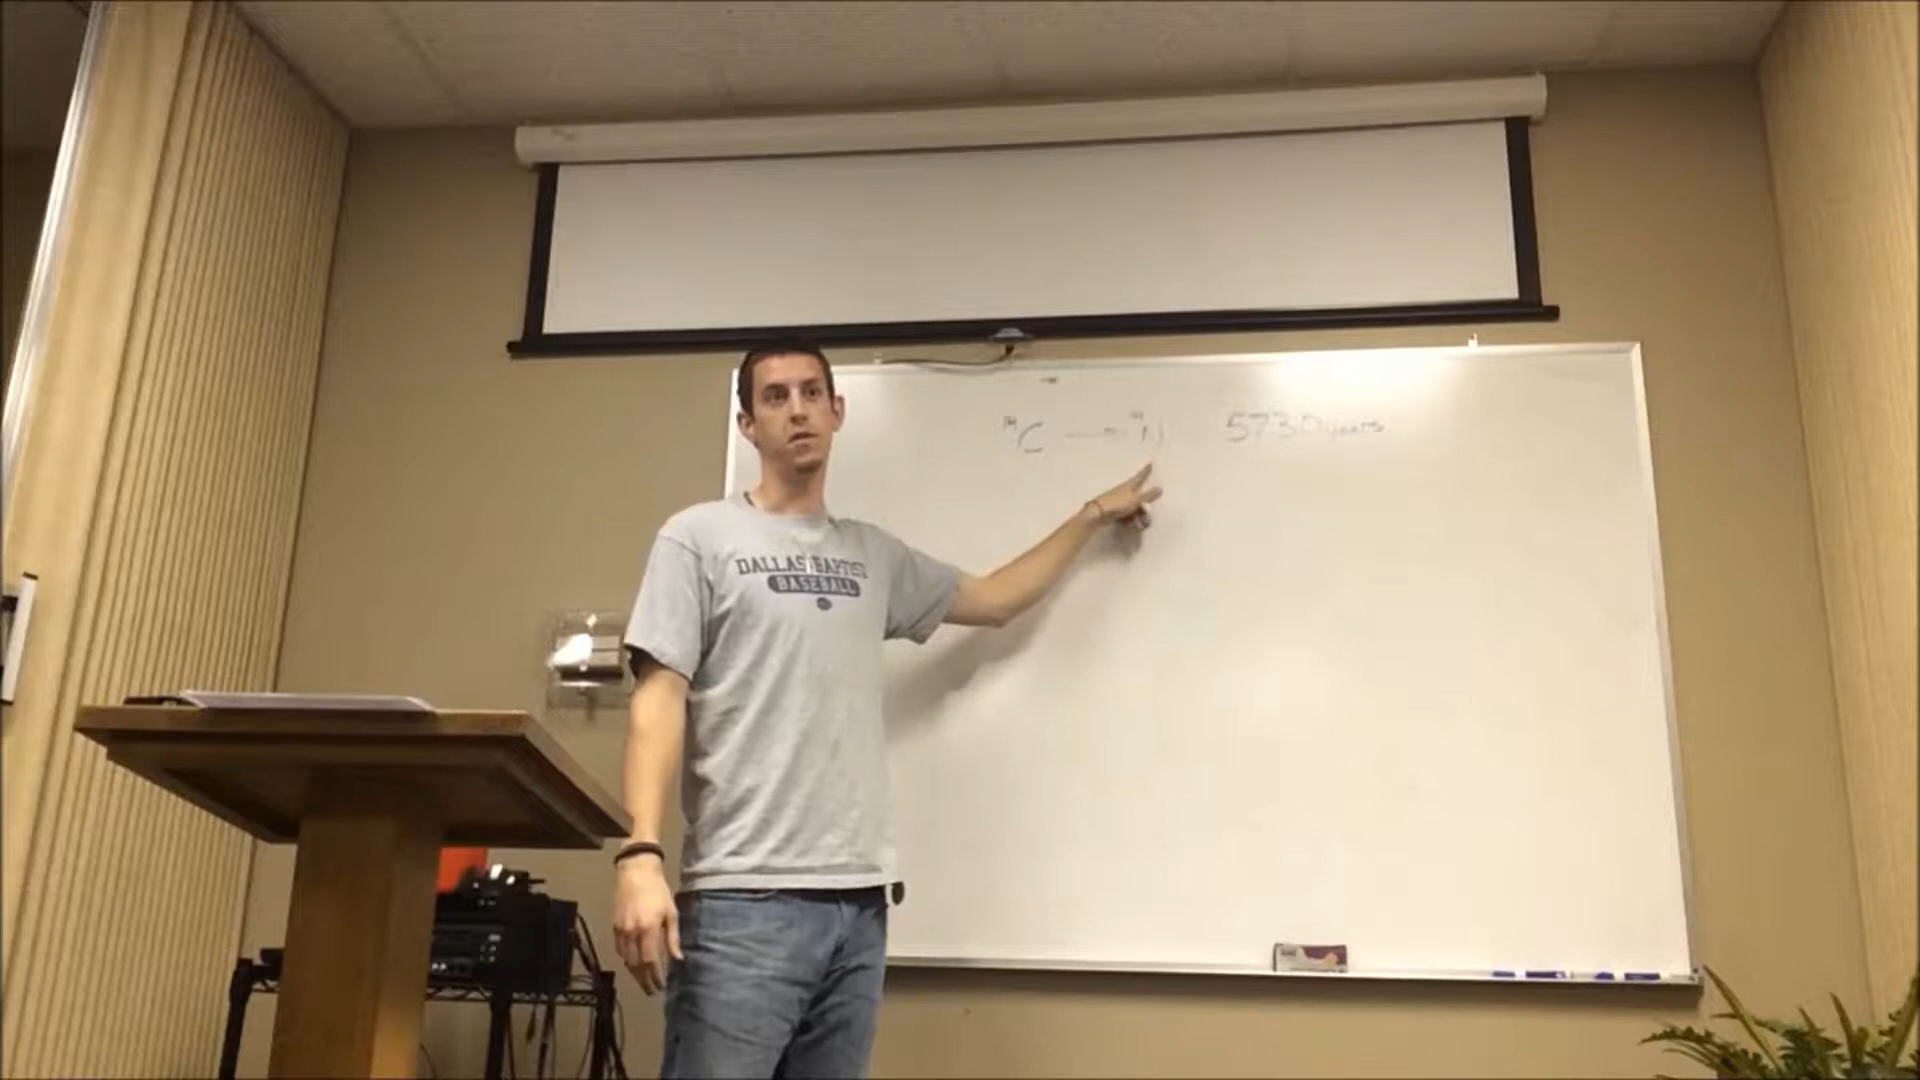 ¹⁴C → ¹⁴N 5730 years
DALLAS BAPTIST
BASEBALL